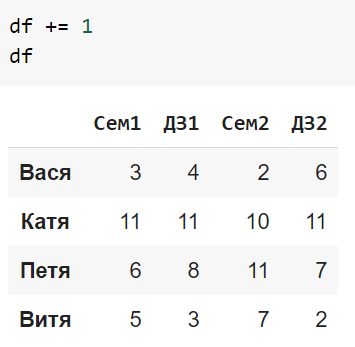 df += 1
df
Сем1 ДЗ1 Сем2 ДЗ2
Вася 3 4 2 6
Катя 11 11 10 11
Петя 6 8 11 7
Витя 5 3 7 2